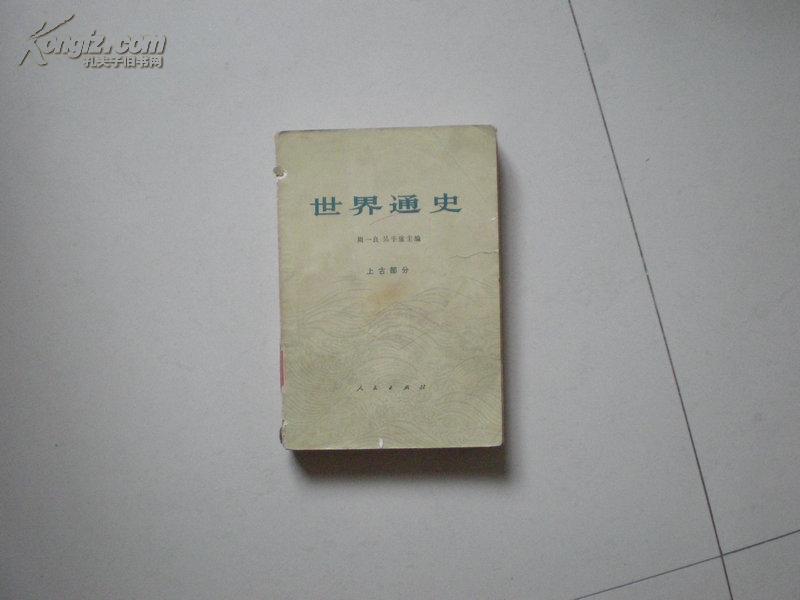 Kongfz.com
孔夫子旧书网
世界通史
周一良 吴于廑主编
上古部分
人民出版社